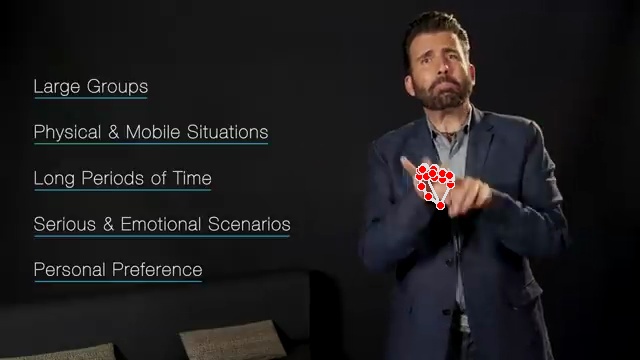 Large Groups
Physical & Mobile Situations
Long Periods of Time
Serious & Emotional Scenarios
Personal Preference